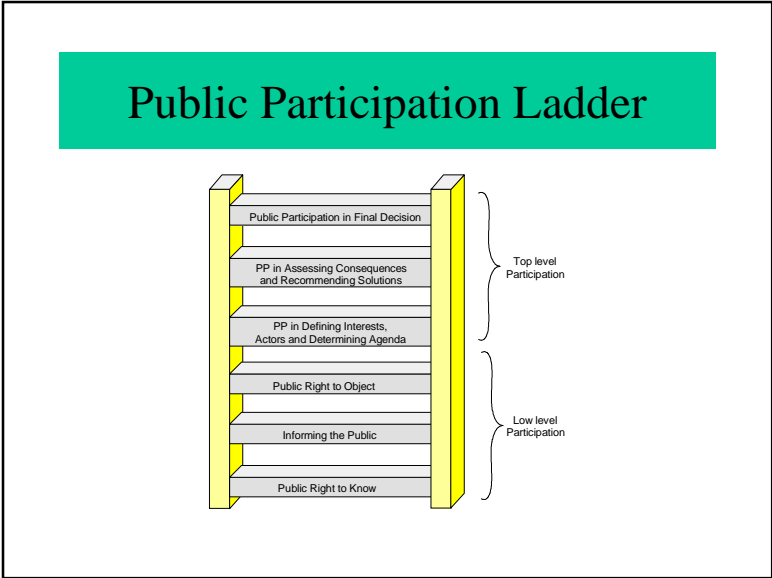 Public Participation Ladder
Public Participation in Final Decision
PP in Assessing Consequences
and Recommending Solutions
PP in Defining Interests,
Actors and Determining Agenda
Public Right to Object
Informing the Public
Public Right to Know
Top level
Participation
Low level
Participation